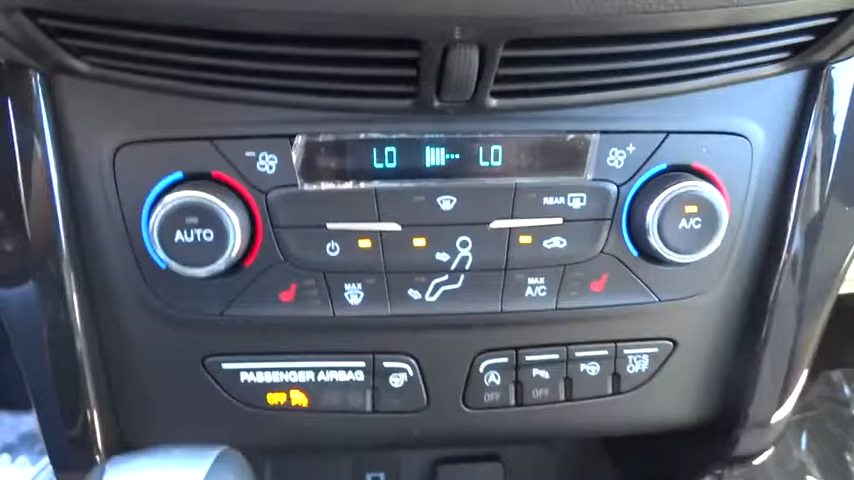 LO LO
REAR
AUTO
A/C
MAX
MAX
A/C
PASSENGER AIRBAG
OFF
OFF
OFF
TCS
OFF